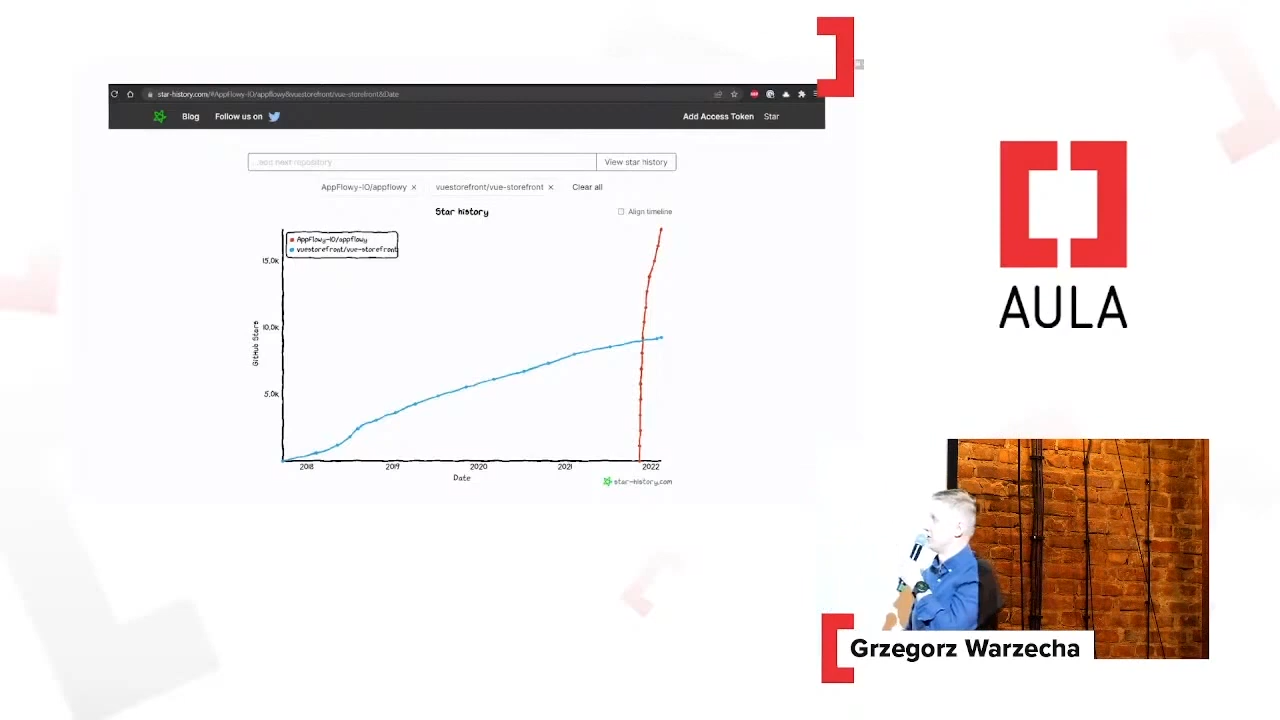 star-history.com/#AppFlowy-IO/appflowy&vuestorefront/vue-storefront&Date
Blog
Follow us on
Add Access Token
Star
...add next repository
View star history
AppFlowy-IO/appflowy ×
vuestorefront/vue-storefront ×
Clear all
Star history
Align timeline
AppFlowy-IO/appflowy
vuestorefront/vue-storefront
15.0K
10.0K
5.0K
GitHub Stars
2018
2019
2020
2021
2022
Date
star-history.com
AULA
Grzegorz Warzecha